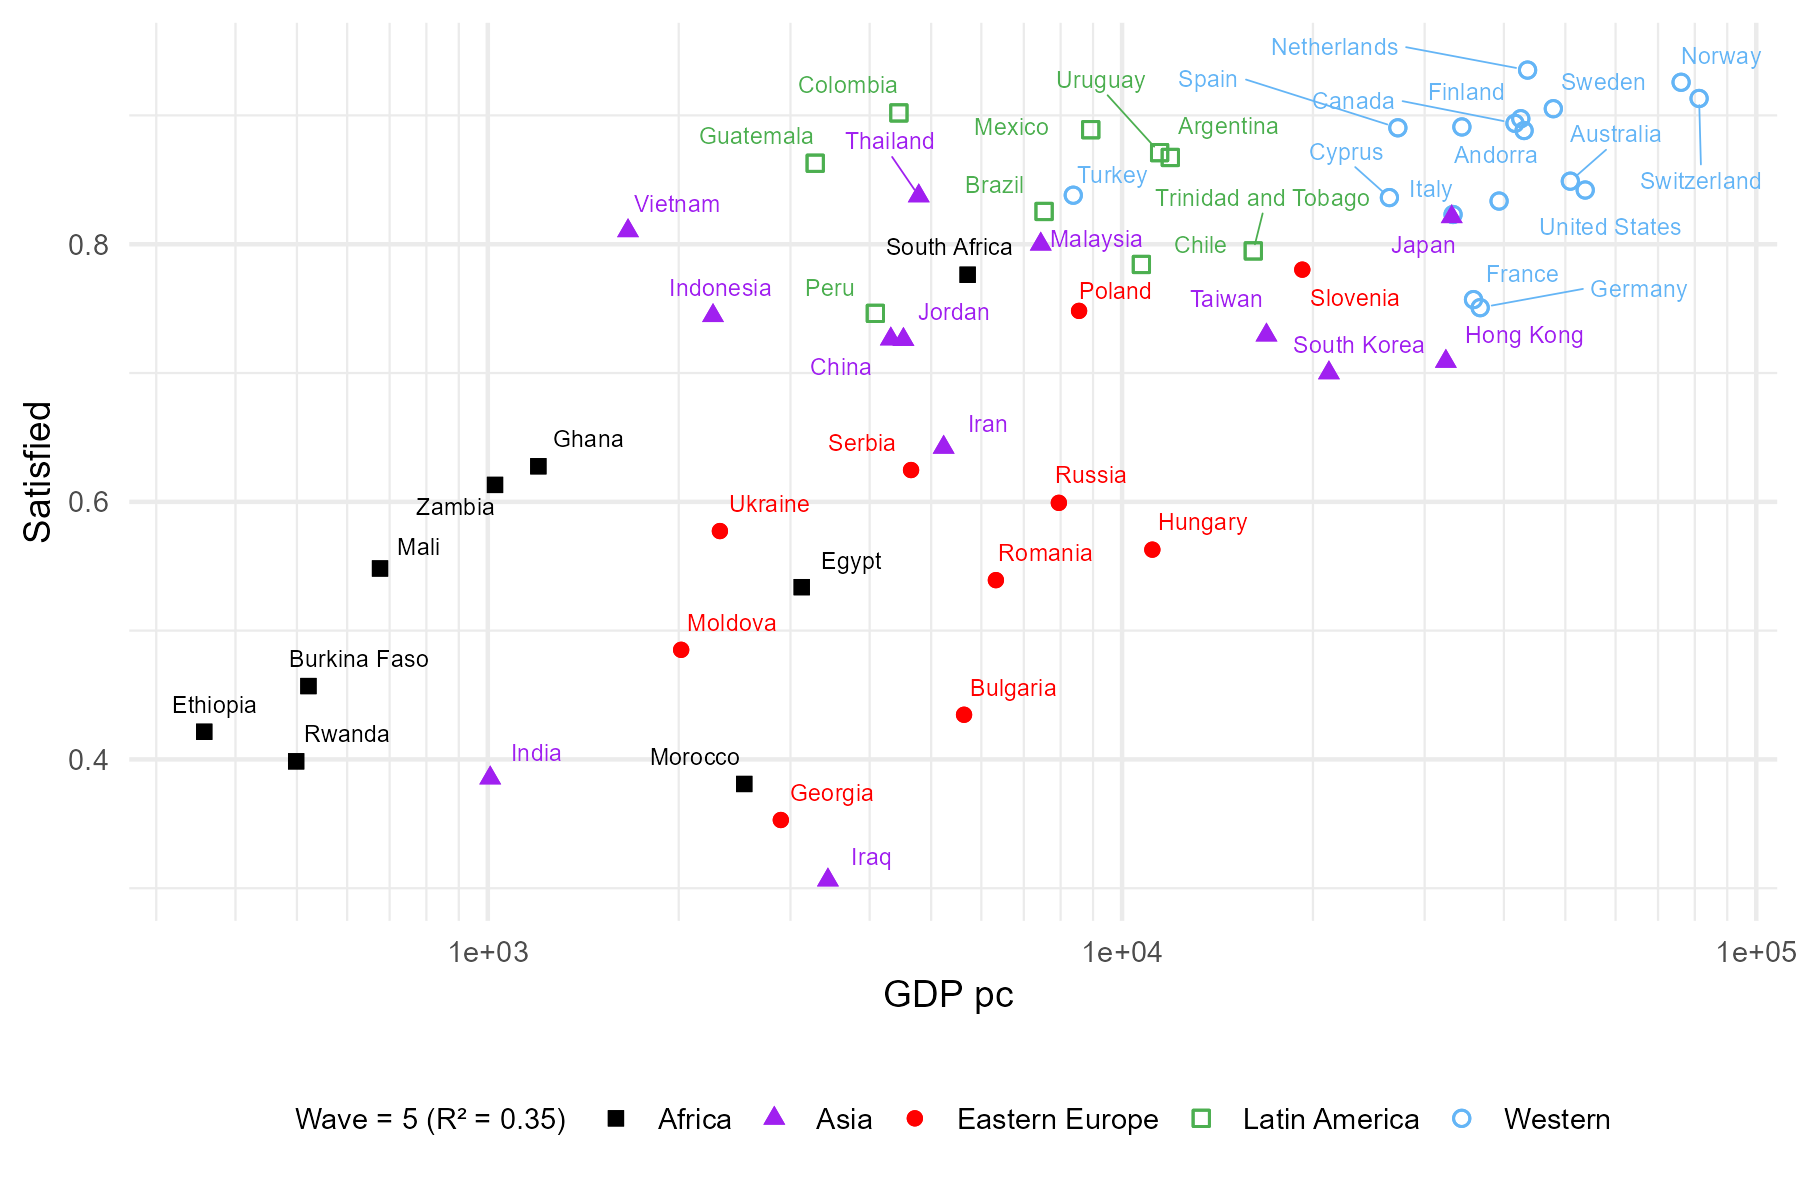 Netherlands
Norway
Spain
Colombia
Uruguay
Canada
Finland
Sweden
Guatemala
Thailand
Mexico
Argentina
Cyprus
Andorra
Australia
Brazil
Turkey
Italy
Switzerland
Vietnam
Trinidad and Tobago
United States
South Africa
Malaysia
Chile
Japan
0.8
Indonesia
Peru
Poland
Taiwan
Slovenia
France
Germany
Jordan
China
South Korea
Hong Kong
Ghana
Serbia
Iran
Russia
Zambia
Ukraine
0.6
Hungary
Mali
Egypt
Romania
Moldova
Burkina Faso
Ethiopia
Bulgaria
Rwanda
India
Morocco
0.4
Georgia
Iraq
Satisfied
1e+03
1e+04
1e+05
GDP pc
Wave = 5 (R² = 0.35) Africa Asia Eastern Europe Latin America Western